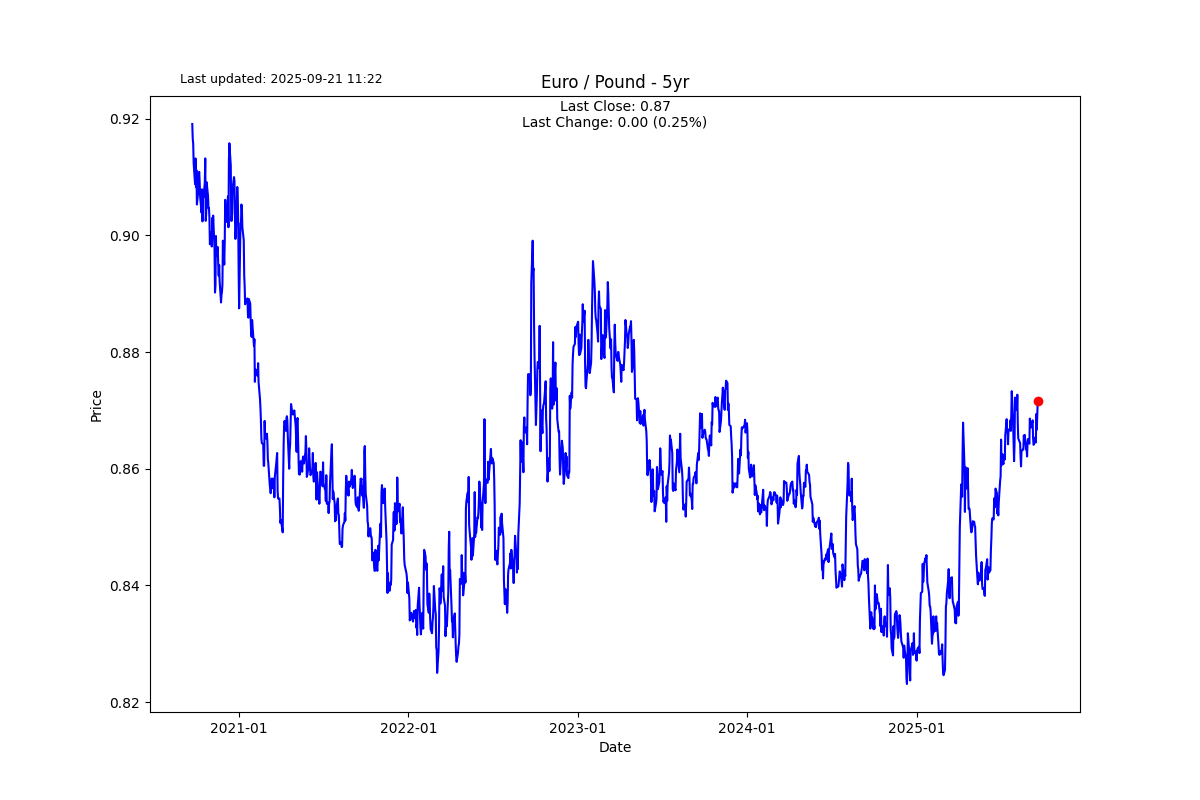 Last updated: 2025-09-21 11:22
Euro / Pound - 5yr
Last Close: 0.87
Last Change: 0.00 (0.25%)
0.92
0.90
0.88
0.86
0.84
0.82
Price
2021-01
2022-01
2023-01
2024-01
2025-01
Date